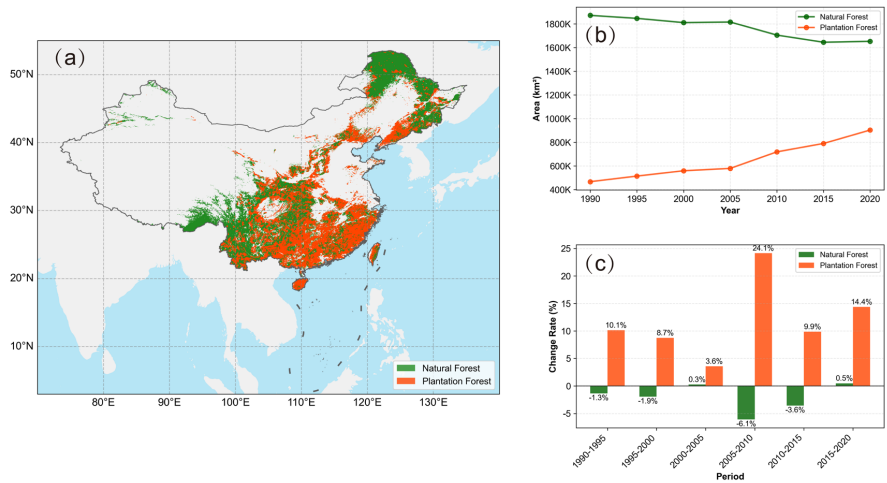 (a)
50°N
40°N
30°N
20°N
10°N
80°E
90°E
100°E
110°E
120°E
130°E
Natural Forest
Plantation Forest
(b)
Natural Forest
Plantation Forest
1800K
1600K
1400K
1200K
1000K
800K
600K
400K
Area (km²)
1990
1995
2000
2005
2010
2015
2020
Year
(c)
Natural Forest
Plantation Forest
25
20
15
10
5
0
-5
Change Rate (%)
10.1%
8.7%
3.6%
24.1%
9.9%
14.4%
-1.3%
-1.9%
0.3%
-6.1%
-3.6%
0.5%
1990-1995
1995-2000
2000-2005
2005-2010
2010-2015
2015-2020
Period